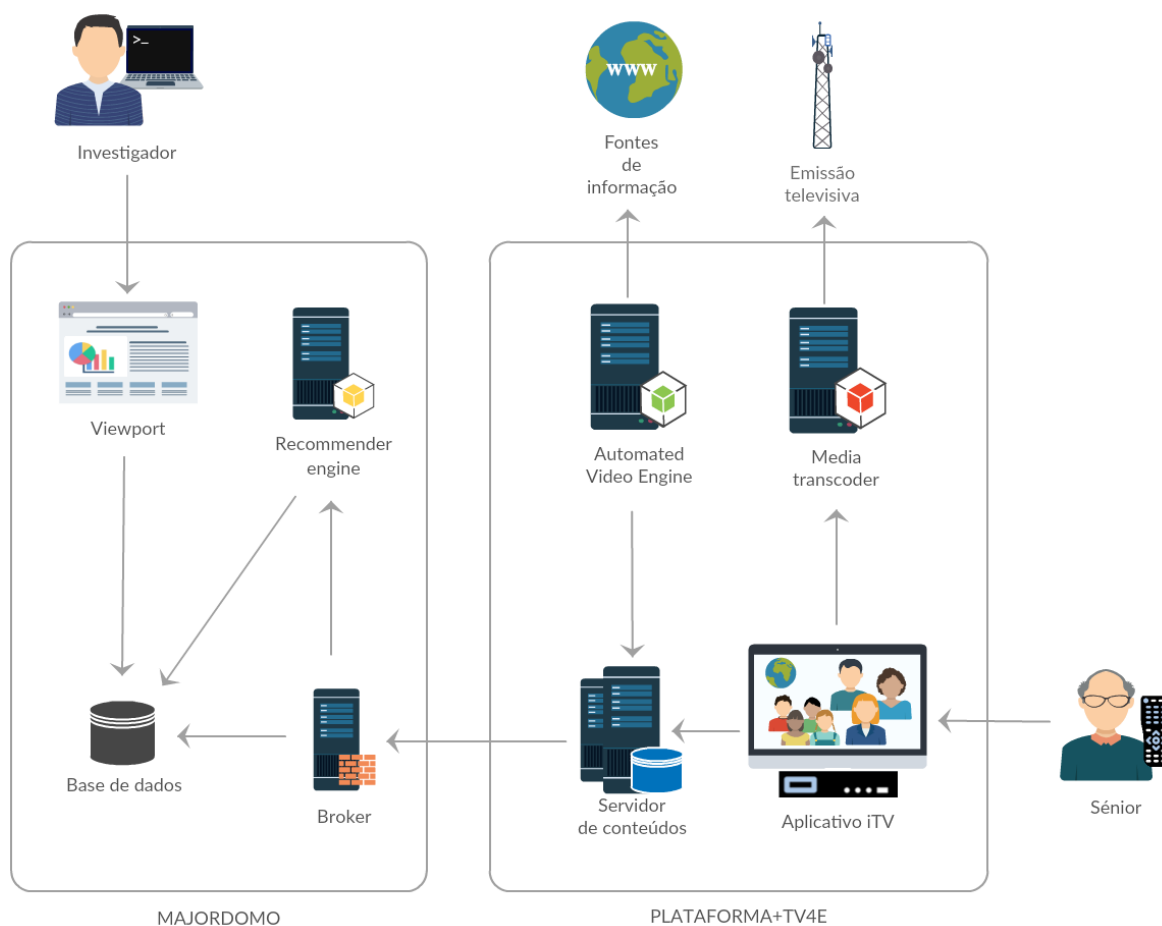 >_
Investigador
www
Fontes
de
informação
Emissão
televisiva
Viewport
Recommender
engine
Automated
Video Engine
Media
transcoder
Base de dados
Broker
Servidor
de conteúdos
Aplicativo iTV
Sénior
MAJORDOMO
PLATAFORMA+TV4E